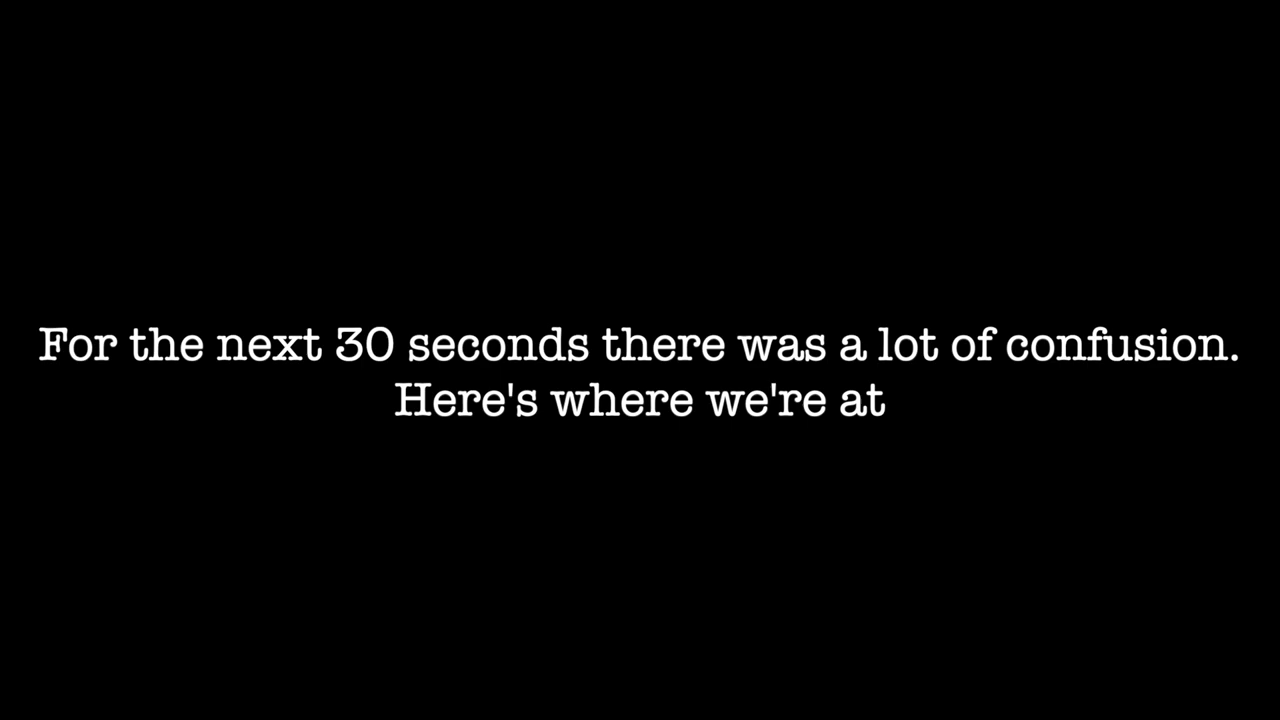 For the next 30 seconds there was a lot of confusion.
Here's where we're at